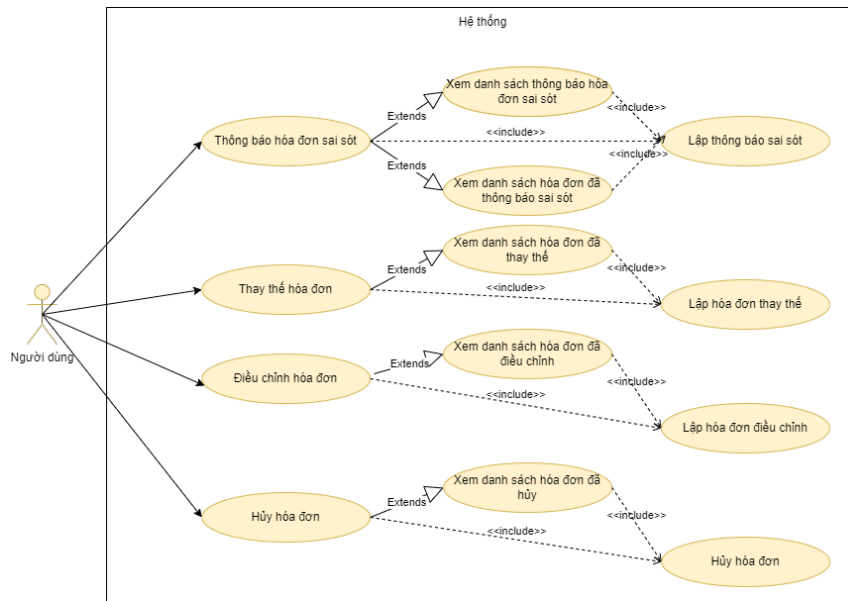 Hệ thống
Xem danh sách thông báo hóa
đơn sai sót
Extends
<<include>>
Thông báo hóa đơn sai sót
<<include>>
Lập thông báo sai sót
<<include>>
Extends
Xem danh sách hóa đơn đã
thông báo sai sót
Xem danh sách hóa đơn đã
thay thế
Extends
<<include>>
Thay thế hóa đơn
<<include>>
Lập hóa đơn thay thế
Người dùng
Xem danh sách hóa đơn đã
điều chỉnh
Extends
<<include>>
Điều chỉnh hóa đơn
<<include>>
Lập hóa đơn điều chỉnh
Xem danh sách hóa đơn đã
hủy
Extends
<<include>>
Hủy hóa đơn
<<include>>
Hủy hóa đơn